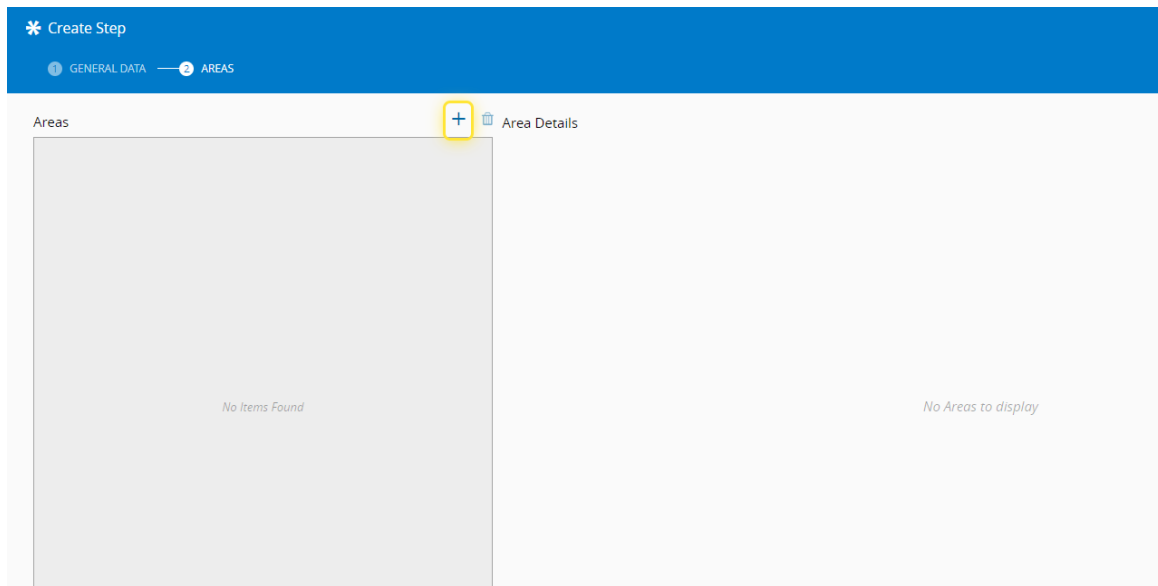 Create Step
1 GENERAL DATA 2 AREAS
Areas
Area Details
No Items Found
No Areas to display